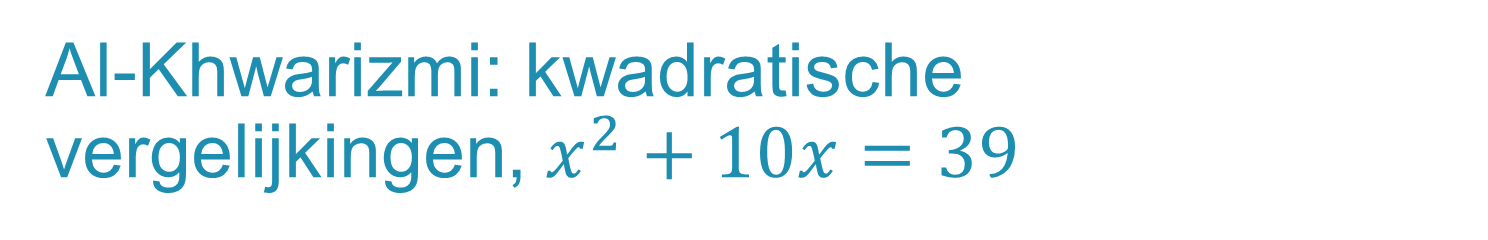 Al-Khwarizmi: kwadratische
vergelijkingen, x² + 10x = 39